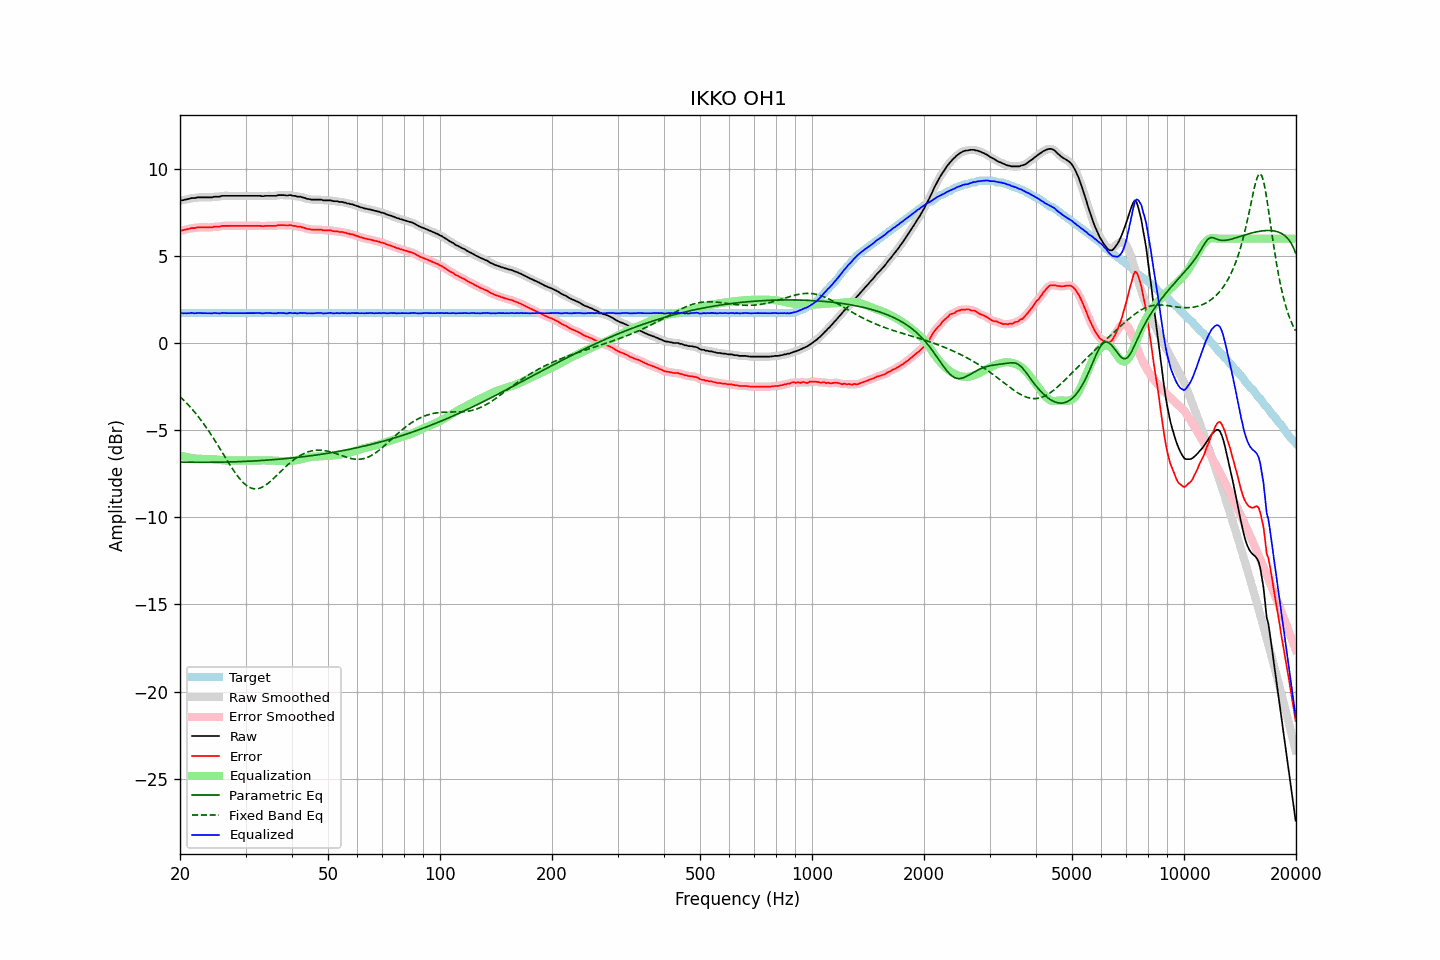 IKKO OH1
10
5
0
−5
−10
−15
−20
−25
Amplitude (dBr)
Target
Raw Smoothed
Error Smoothed
Raw
Error
Equalization
Parametric Eq
Fixed Band Eq
Equalized
20 50 100 200 500 1000 2000 5000 10000 20000
Frequency (Hz)